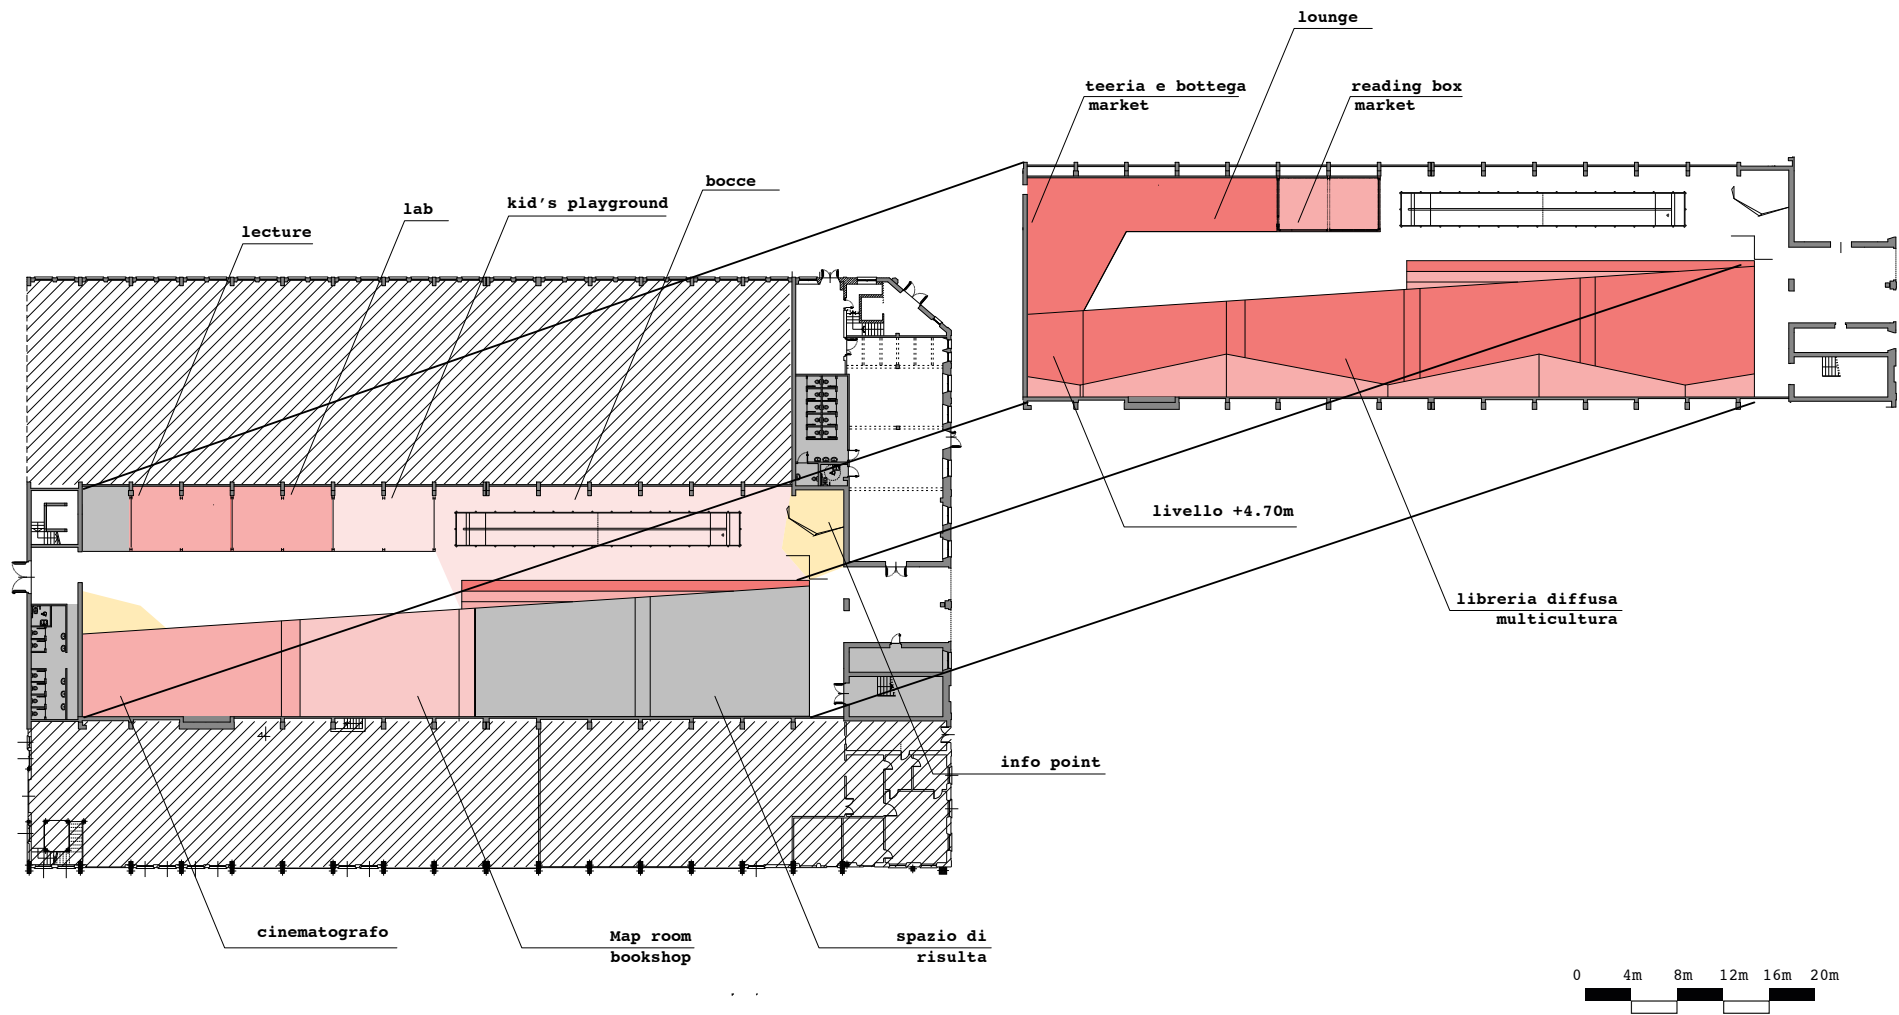 lounge
teeria e bottega
market
reading box
market
bocce
kid's playground
lab
lecture
livello +4.70m
libreria diffusa
multicultura
info point
cinematografo
Map room
bookshop
spazio di
risulta
0 4m 8m 12m 16m 20m